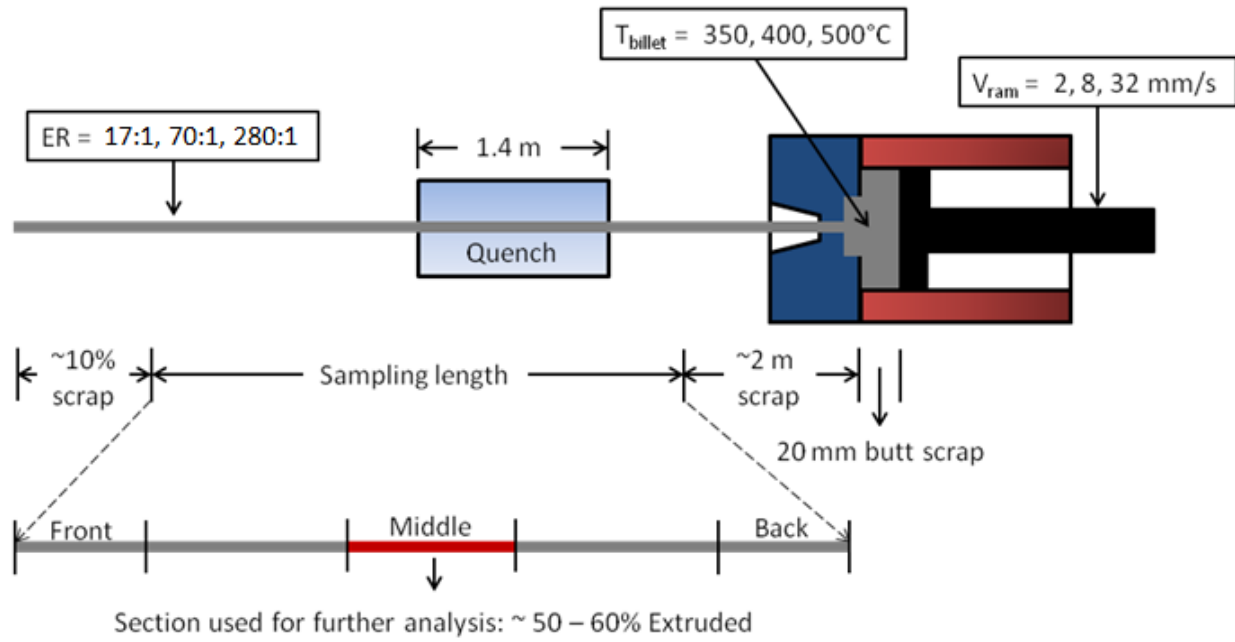 T_billet = 350, 400, 500°C
V_ram = 2, 8, 32 mm/s
ER = 17:1, 70:1, 280:1
1.4 m
Quench
~10%
scrap
Sampling length
~2 m
scrap
20 mm butt scrap
Front
Middle
Back
Section used for further analysis: ~ 50 – 60% Extruded